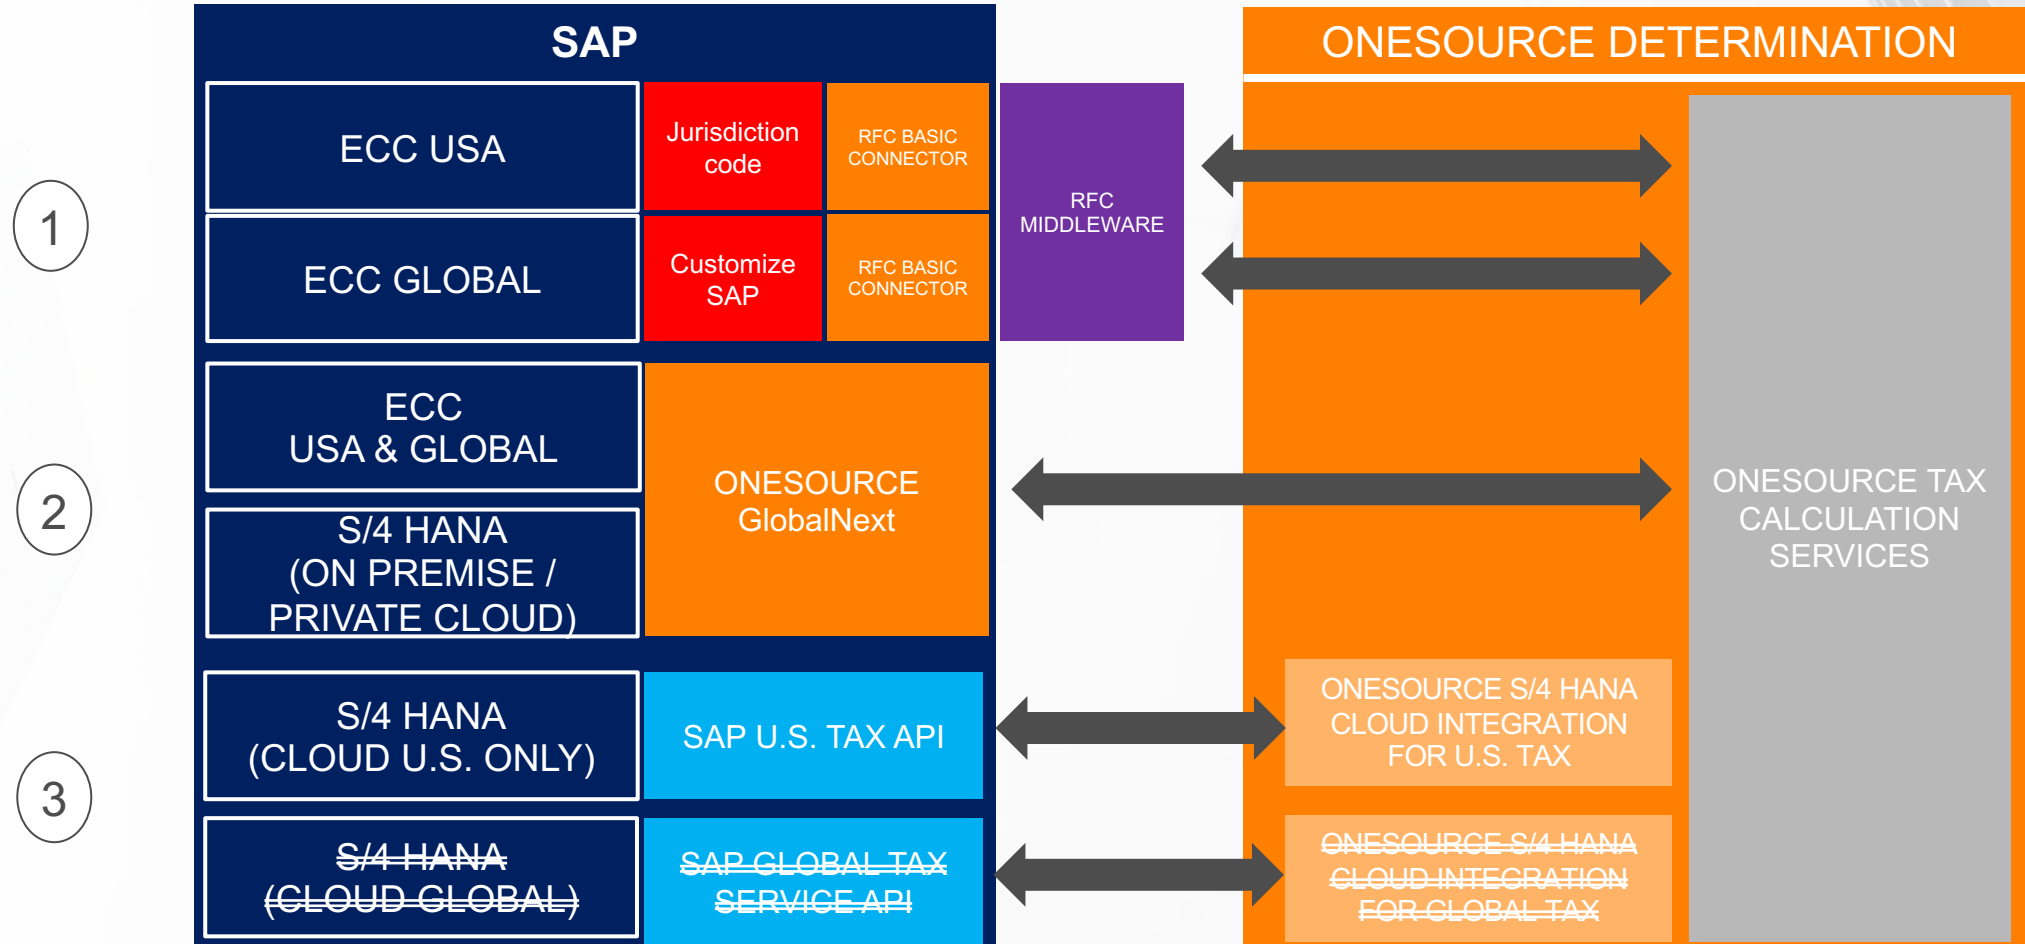 SAP
ONESOURCE DETERMINATION
1
ECC USA
Jurisdiction
code
RFC BASIC
CONNECTOR
RFC
MIDDLEWARE
ECC GLOBAL
Customize
SAP
RFC BASIC
CONNECTOR
2
ECC
USA & GLOBAL
S/4 HANA
(ON PREMISE /
PRIVATE CLOUD)
ONESOURCE
GlobalNext
ONESOURCE TAX
CALCULATION
SERVICES
3
S/4 HANA
(CLOUD U.S. ONLY)
SAP U.S. TAX API
ONESOURCE S/4 HANA
CLOUD INTEGRATION
FOR U.S. TAX
S/4 HANA
(CLOUD GLOBAL)
SAP GLOBAL TAX
SERVICE API
ONESOURCE S/4 HANA
CLOUD INTEGRATION
FOR GLOBAL TAX